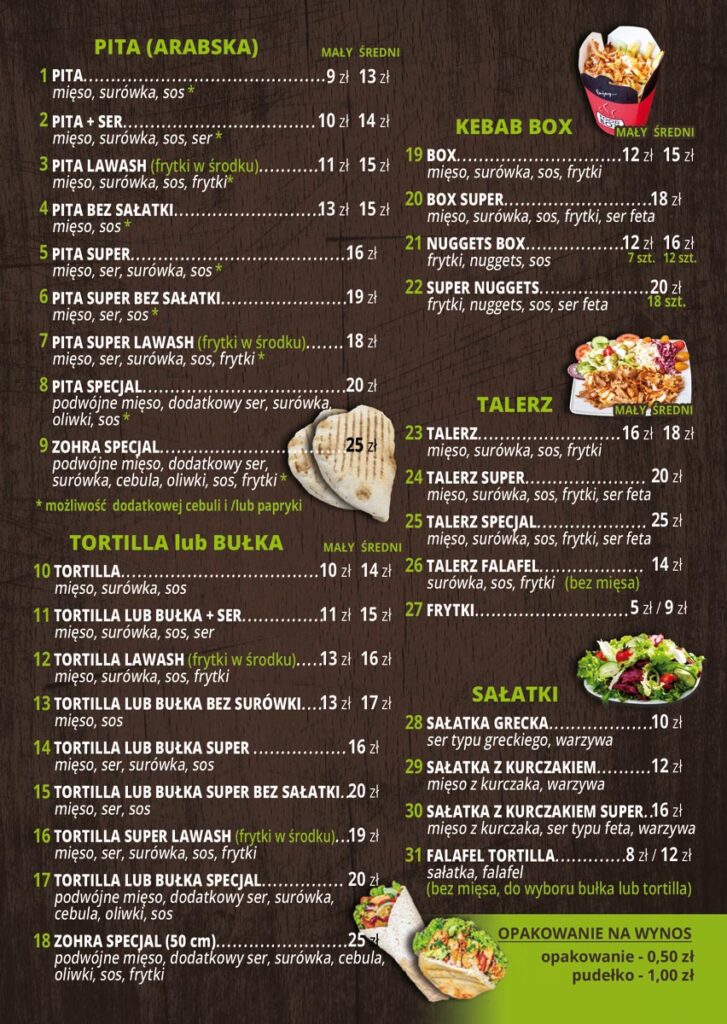 PITA (ARABSKA)
MAŁY ŚREDNI
1 PITA 9 zł 13 zł
mięso, surówka, sos *
2 PITA + SER 10 zł 14 zł
mięso, surówka, sos, ser *
3 PITA LAWASH (frytki w środku) 11 zł 15 zł
mięso, surówka, sos, frytki*
4 PITA BEZ SAŁATKI 13 zł 15 zł
mięso, sos *
5 PITA SUPER 16 zł
mięso, ser, surówka, sos *
6 PITA SUPER BEZ SAŁATKI 19 zł
mięso, ser, sos *
7 PITA SUPER LAWASH (frytki w środku) 18 zł
mięso, ser, surówka, sos, frytki *
8 PITA SPECJAL 20 zł
podwójne mięso, dodatkowy ser, surówka,
oliwki, sos *
9 ZOHRA SPECJAL 25 zł
podwójne mięso, dodatkowy ser,
surówka, cebula, oliwki, sos, frytki *
* możliwość dodatkowej cebuli i /lub papryki
TORTILLA lub BUŁKA
MAŁY ŚREDNI
10 TORTILLA 10 zł 14 zł
mięso, surówka, sos
11 TORTILLA LUB BUŁKA + SER 11 zł 15 zł
mięso, surówka, sos, ser
12 TORTILLA LAWASH (frytki w środku) 13 zł 16 zł
mięso, surówka, sos, frytki
13 TORTILLA LUB BUŁKA BEZ SURÓWKI 13 zł 17 zł
mięso, sos
14 TORTILLA LUB BUŁKA SUPER 16 zł
mięso, ser, surówka, sos
15 TORTILLA LUB BUŁKA SUPER BEZ SAŁATKI 20 zł
mięso, ser, sos
16 TORTILLA SUPER LAWASH (frytki w środku) 19 zł
mięso, ser, surówka, sos, frytki
17 TORTILLA LUB BUŁKA SPECJAL 20 zł
podwójne mięso, dodatkowy ser, surówka,
cebula, oliwki, sos
18 ZOHRA SPECJAL (50 cm) 25 zł
podwójne mięso, dodatkowy ser, surówka, cebula,
oliwki, sos, frytki
KEBAB BOX
MAŁY ŚREDNI
19 BOX 12 zł 15 zł
mięso, surówka, sos, frytki
20 BOX SUPER 18 zł
mięso, surówka, sos, frytki, ser feta
21 NUGGETS BOX 12 zł 16 zł
frytki, nuggets, sos 7 szt. 12 szt.
22 SUPER NUGGETS 20 zł
frytki, nuggets, sos, ser feta 18 szt.
TALERZ
MAŁY ŚREDNI
23 TALERZ 16 zł 18 zł
mięso, surówka, sos, frytki
24 TALERZ SUPER 20 zł
mięso, surówka, sos, frytki, ser feta
25 TALERZ SPECJAL 25 zł
mięso, surówka, sos, frytki, ser feta
26 TALERZ FALAFEL 14 zł
surówka, sos, frytki (bez mięsa)
27 FRYTKI 5 zł / 9 zł
SAŁATKI
28 SAŁATKA GRECKA 10 zł
ser typu greckiego, warzywa
29 SAŁATKA Z KURCZAKIEM 12 zł
mięso z kurczaka, warzywa
30 SAŁATKA Z KURCZAKIEM SUPER 16 zł
mięso z kurczaka, ser typu feta, warzywa
31 FALAFEL TORTILLA 8 zł / 12 zł
sałatka, falafel
(bez mięsa, do wyboru bułka lub tortilla)
OPAKOWANIE NA WYNOS
opakowanie - 0,50 zł
pudełko - 1,00 zł